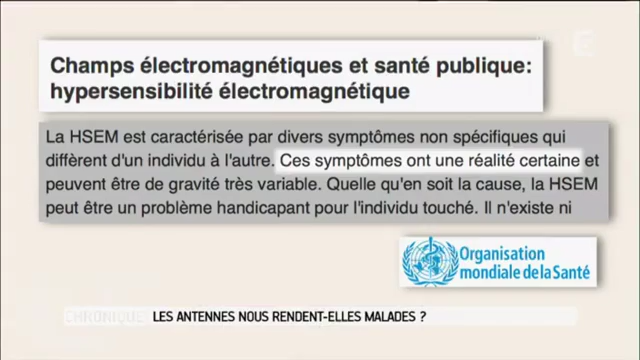 Champs électromagnétiques et santé publique:
hypersensibilité électromagnétique
La HSEM est caractérisée par divers symptômes non spécifiques qui
diffèrent d'un individu à l'autre. Ces symptômes ont une réalité certaine et
peuvent être de gravité très variable. Quelle qu'en soit la cause, la HSEM
peut être un problème handicapant pour l'individu touché. Il n'existe ni
Organisation
mondiale de la Santé
CHRONIQUE LES ANTENNES NOUS RENDENT-ELLES MALADES ?